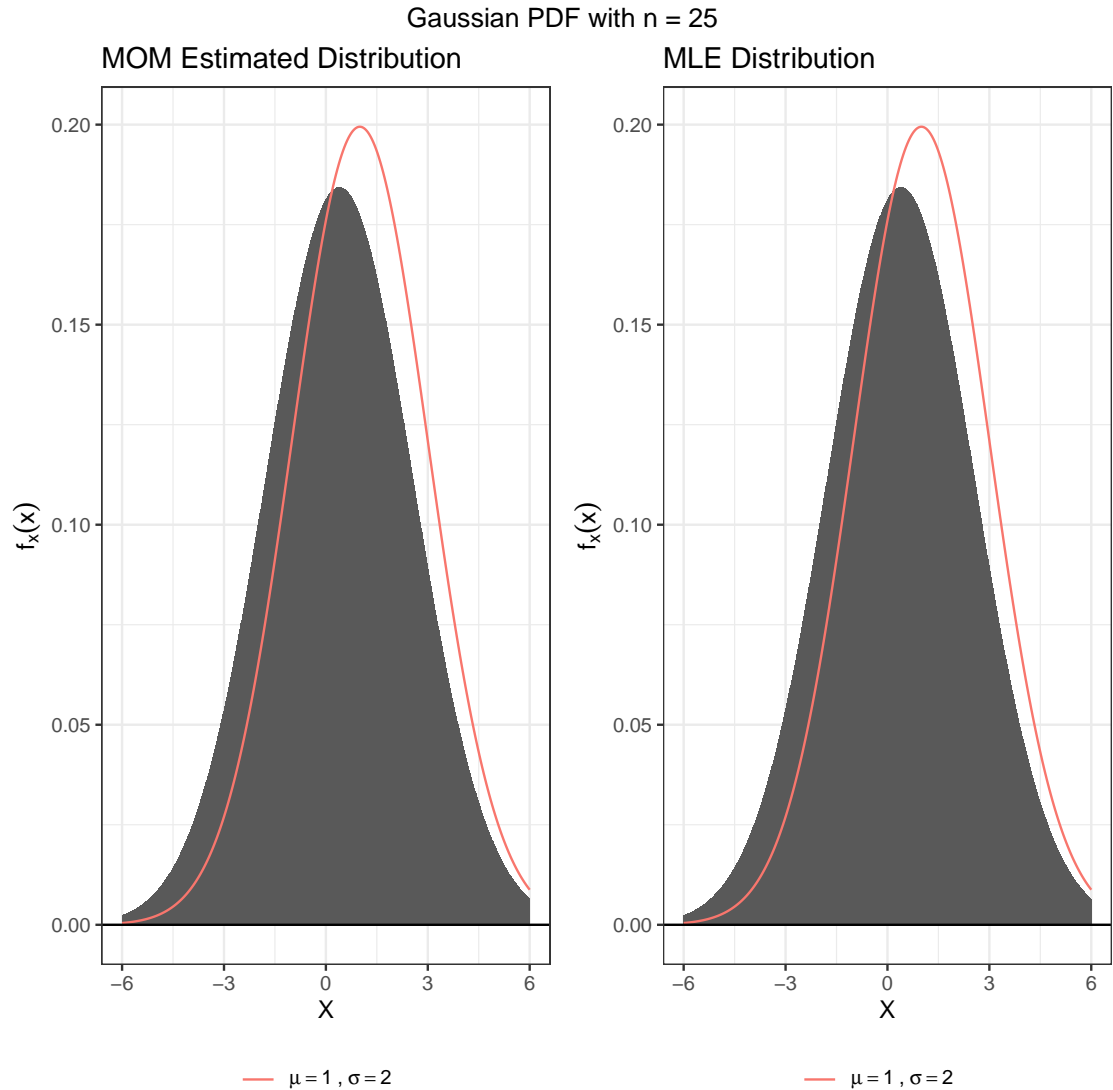 Gaussian PDF with n = 25
MOM Estimated Distribution
0.20
0.15
0.10
0.05
0.00
fₓ(x)
−6 −3 0 3 6
X
μ = 1 , σ = 2
MLE Distribution
0.20
0.15
0.10
0.05
0.00
fₓ(x)
−6 −3 0 3 6
X
μ = 1 , σ = 2